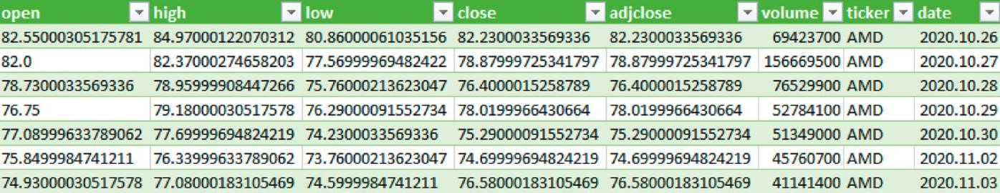 open high low close adjclose volume ticker date
82.55000305175781 84.97000122070312 80.86000061035156 82.2300033569336 82.2300033569336 69423700 AMD 2020.10.26
82.0 82.37000274658203 77.56999969482422 78.87999725341797 78.87999725341797 156669500 AMD 2020.10.27
78.7300033569336 78.95999908447266 75.76000213623047 76.4000015258789 76.4000015258789 76529900 AMD 2020.10.28
76.75 79.18000030517578 76.29000091552734 78.0199966430664 78.0199966430664 52784100 AMD 2020.10.29
77.08999633789062 77.69999694824219 74.2300033569336 75.29000091552734 75.29000091552734 51349000 AMD 2020.10.30
75.8499984741211 76.33999633789062 73.76000213623047 74.69999694824219 74.69999694824219 45760700 AMD 2020.11.02
74.93000030517578 77.08000183105469 74.5999984741211 76.58000183105469 76.58000183105469 41141400 AMD 2020.11.03